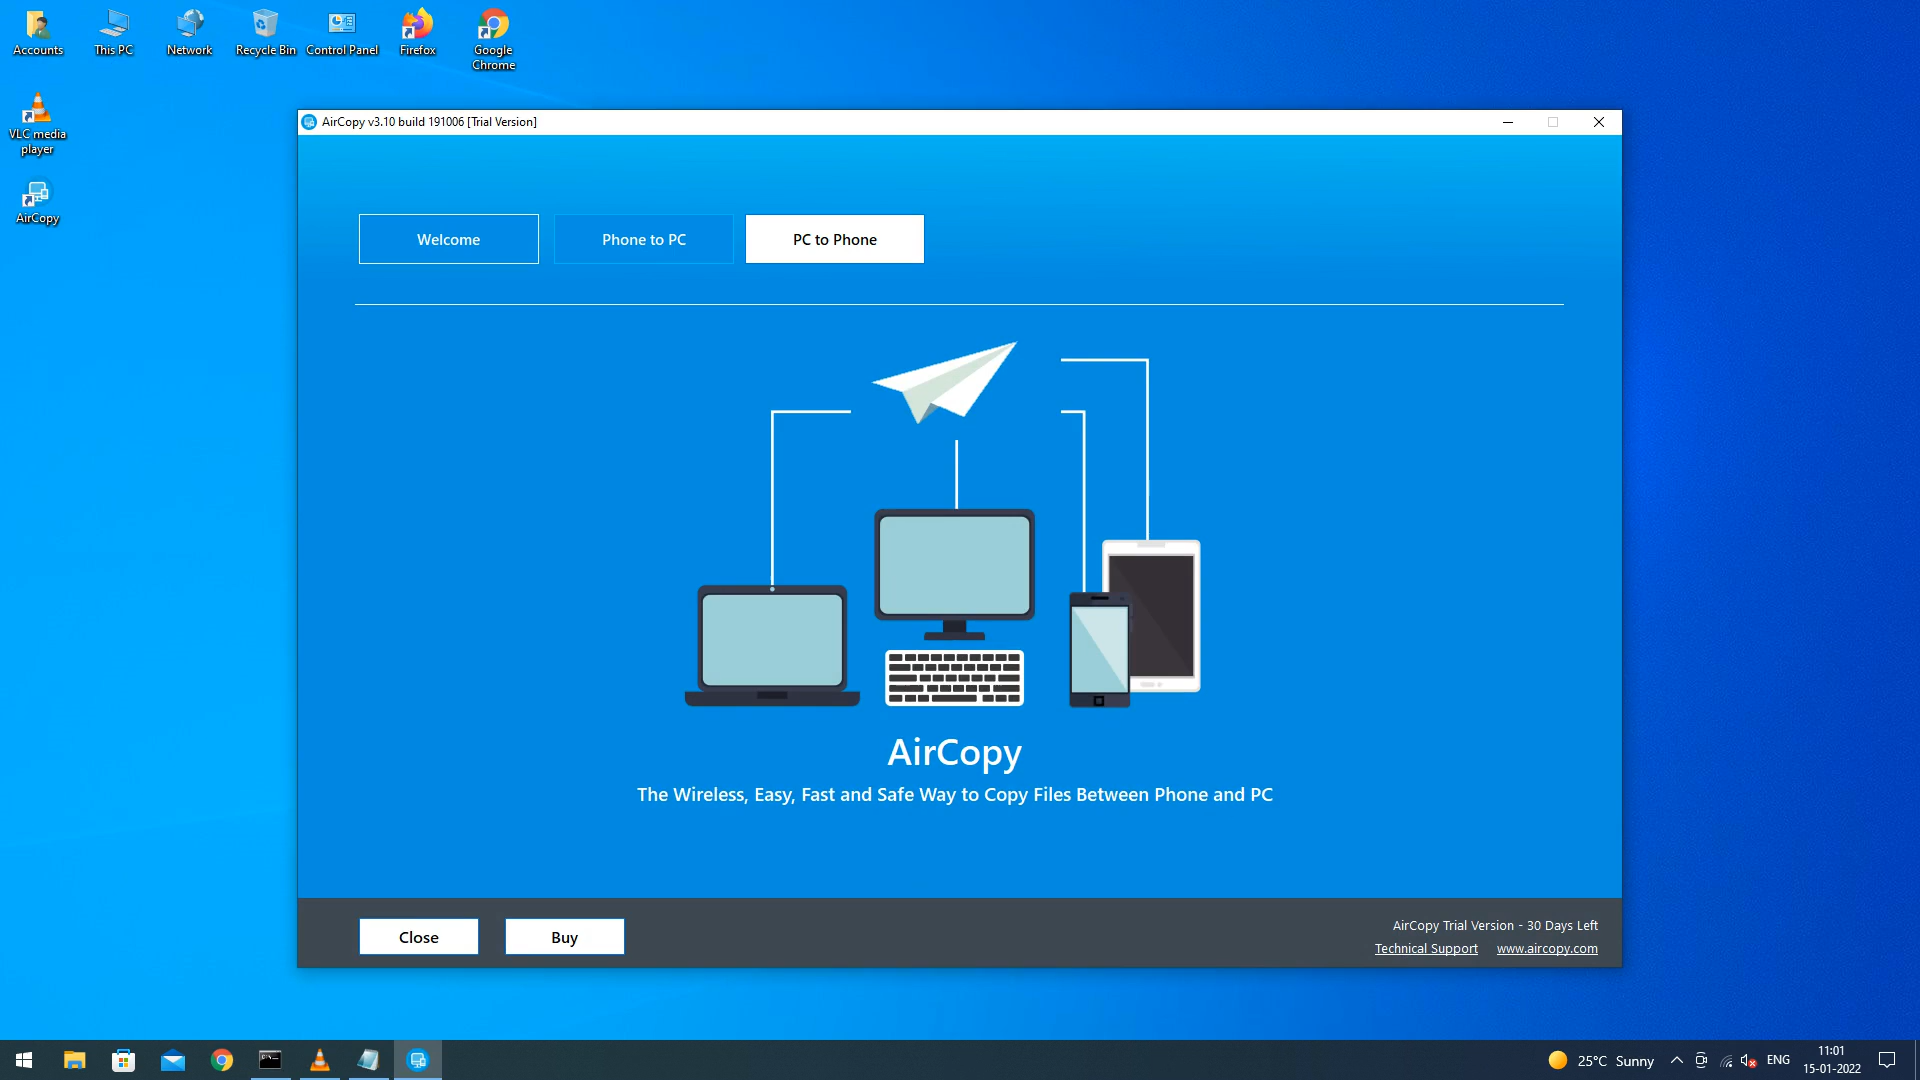 Accounts
This PC
Network
Recycle Bin
Control Panel
Firefox
Google
Chrome
VLC media
player
AirCopy
AirCopy v3.10 build 191006 [Trial Version]
Welcome
Phone to PC
PC to Phone
AirCopy
The Wireless, Easy, Fast and Safe Way to Copy Files Between Phone and PC
Close
Buy
AirCopy Trial Version - 30 Days Left
Technical Support
www.aircopy.com
25°C Sunny
ENG
11:01
15-01-2022